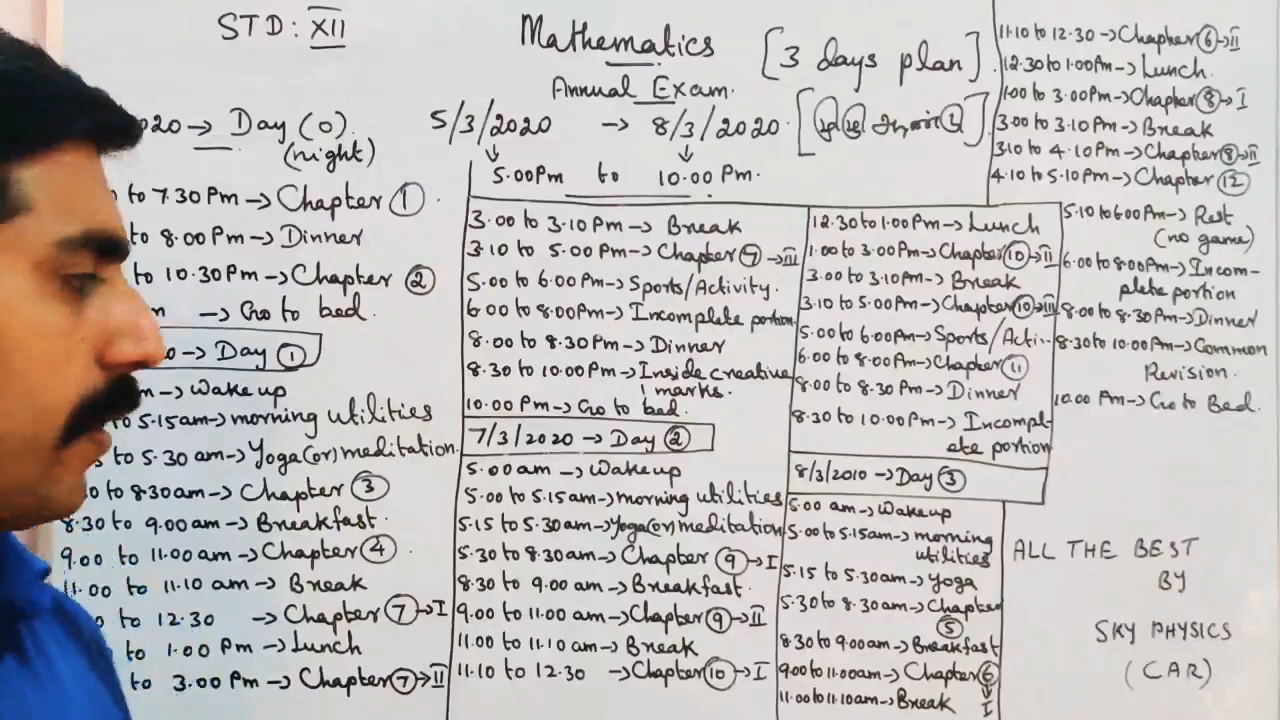 STD: XII
Mathematics [3 days plan]
Annual Exam.
5/3/2020 → 8/3/2020
5.00Pm to 10.00 Pm.
020 → Day (0)
(night)
to 7.30 Pm → Chapter ①
to 8.00 Pm → Dinner
to 10.30 Pm → Chapter ②
→ Go to bed.
→ Day ①
m → Wake up
to 5.15 am → morning utilities
to 5.30 am → Yoga (or) meditation
to 8.30 am → Chapter ③
8.30 to 9.00 am → Breakfast
9.00 to 11.00 am → Chapter ④
11.00 to 11.10 am → Break
to 12.30 → Chapter ⑦ → I
to 1.00 Pm → Lunch
to 3.00 Pm → Chapter ⑦ → II
3.00 to 3.10 Pm → Break
3.10 to 5.00 Pm → Chapter ⑦ → III
5.00 to 6.00 Pm → Sports/Activity.
6.00 to 8.00 Pm → Incomplete portion
8.00 to 8.30 Pm → Dinner
8.30 to 10.00 Pm → Inside creative
1 marks.
10.00 Pm → Go to bed.
7/3/2020 → Day ②
5.00 am → Wake up
5.00 to 5.15 am → morning utilities
5.15 to 5.30 am → Yoga (or) meditation
5.30 to 8.30 am → Chapter ⑨ → I
8.30 to 9.00 am → Breakfast.
9.00 to 11.00 am → Chapter ⑨ → II
11.00 to 11.10 am → Break
11.10 to 12.30 → Chapter ⑩ → I
12.30 to 1.00 Pm → Lunch
1.00 to 3.00 Pm → Chapter ⑩ → II
3.00 to 3.10 Pm → Break
3.10 to 5.00 Pm → Chapter ⑩ → III
5.00 to 6.00 Pm → Sports/Acti..
6.00 to 8.00 Pm → Chapter ⑪
8.00 to 8.30 Pm → Dinner
8.30 to 10.00 Pm → Incompl-
ete portion
8/3/2010 → Day ③
5.00 am → Wakeup
5.00 to 5.15 am → morning
utilities
5.15 to 5.30 am → Yoga
5.30 to 8.30 am → Chapter
⑤
8.30 to 9.00 am → Breakfast
9.00 to 11.00 am → Chapter ⑥
↓
I
11.00 to 11.10 am → Break
11.10 to 12.30 → Chapter ⑥ → II
12.30 to 1.00 Pm → Lunch.
1.00 to 3.00 Pm → Chapter ⑧ → I
3.00 to 3.10 Pm → Break
3.10 to 4.10 Pm → Chapter ⑧ → II
4.10 to 5.10 Pm → Chapter ⑫
5.10 to 6.00 Pm → Rest
(no game)
6.00 to 8.00 Pm → Incom-
plete portion
8.00 to 8.30 Pm → Dinner
8.30 to 10.00 Pm → Common
Revision.
10.00 Pm → Go to Bed.
ALL THE BEST
BY
SKY PHYSICS
(CAR)